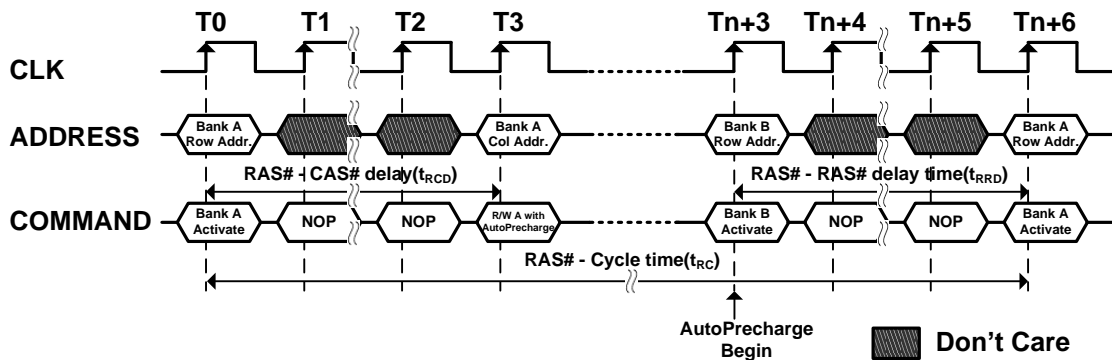 T0 T1 T2 T3 Tn+3 Tn+4 Tn+5 Tn+6
CLK
ADDRESS
Bank A
Row Addr.
Bank A
Col Addr.
Bank B
Row Addr.
Bank A
Row Addr.
RAS# - CAS# delay(tRCD)
RAS# - RAS# delay time(tRRD)
COMMAND
Bank A
Activate
NOP
NOP
R/W A with
AutoPrecharge
Bank B
Activate
NOP
NOP
Bank A
Activate
RAS# - Cycle time(tRC)
AutoPrecharge
Begin
Don't Care